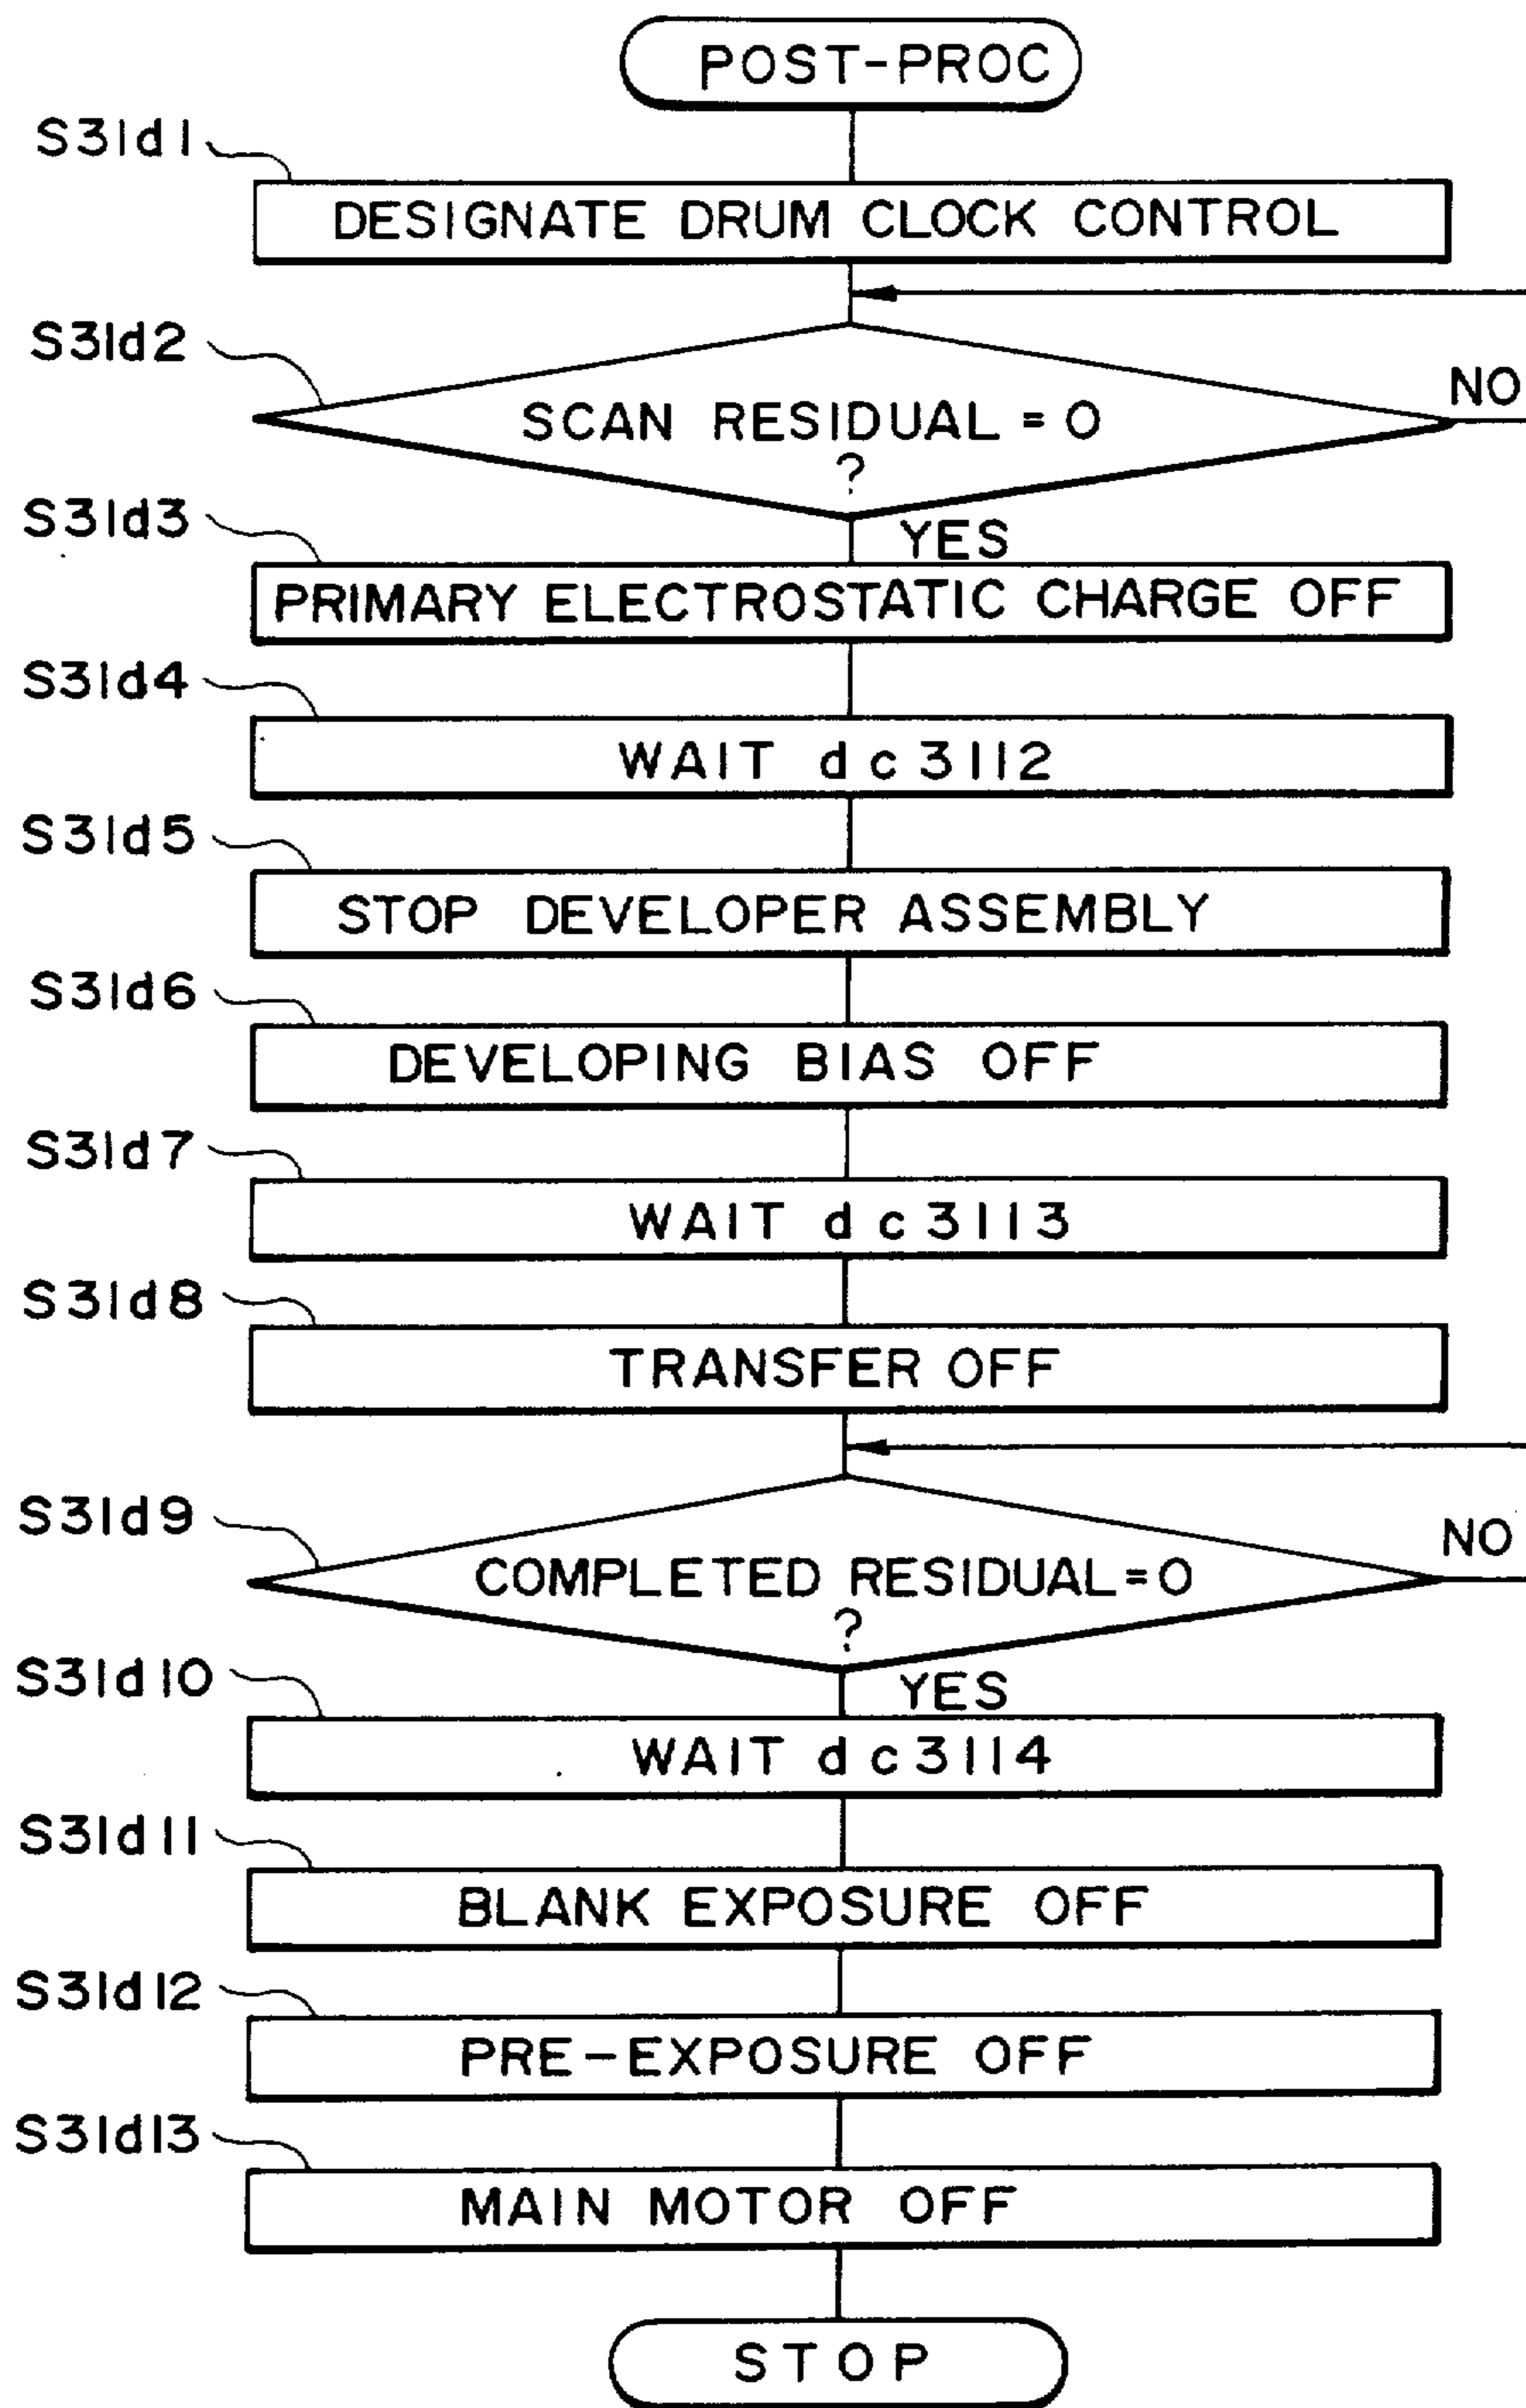 POST-PROC
S31d1
DESIGNATE DRUM CLOCK CONTROL
S31d2
NO
SCAN RESIDUAL = 0
?
S31d3
YES
PRIMARY ELECTROSTATIC CHARGE OFF
S31d4
WAIT dc3112
S31d5
STOP DEVELOPER ASSEMBLY
S31d6
DEVELOPING BIAS OFF
S31d7
WAIT dc3113
S31d8
TRANSFER OFF
S31d9
NO
COMPLETED RESIDUAL=0
?
S31d10
YES
WAIT dc3114
S31d11
BLANK EXPOSURE OFF
S31d12
PRE-EXPOSURE OFF
S31d13
MAIN MOTOR OFF
STOP